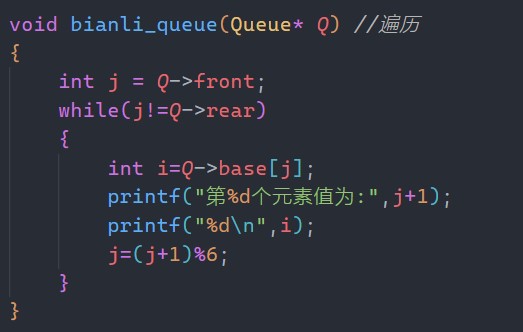 void bianli_queue(Queue* Q) //遍历
{
    int j = Q->front;
    while(j!=Q->rear)
    {
        int i=Q->base[j];
        printf("第%d个元素值为:",j+1);
        printf("%d\n",i);
        j=(j+1)%6;
    }
}